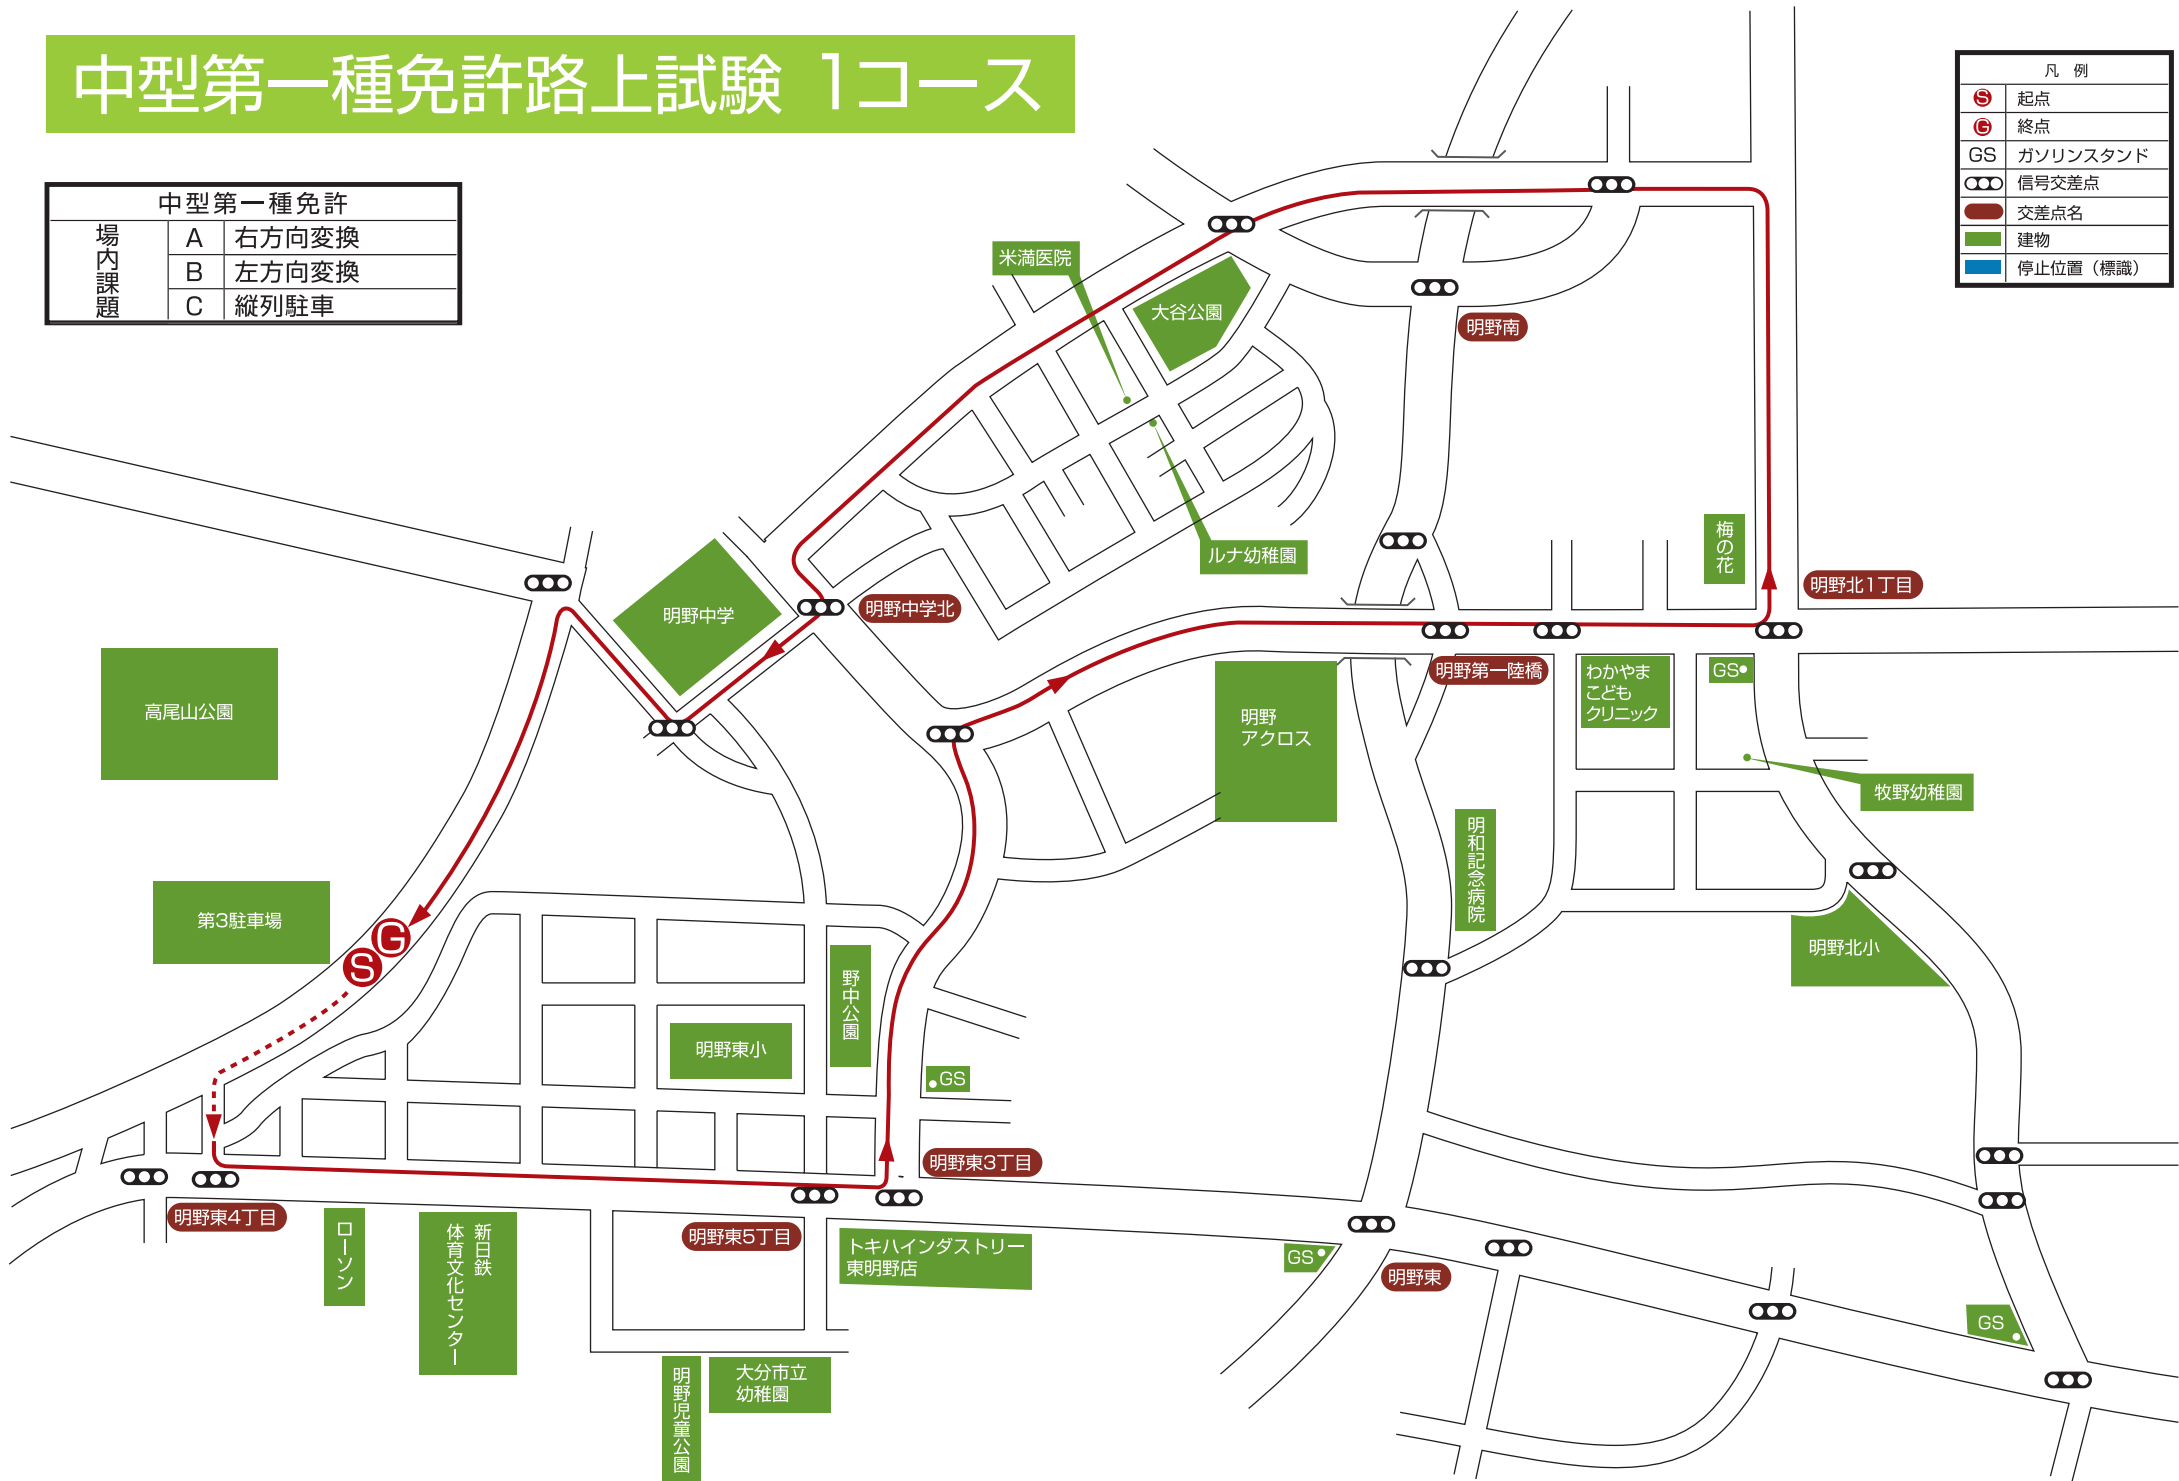 中型第一種免許路上試験 1コース
中型第一種免許
場内課題
A 右方向変換
B 左方向変換
C 縦列駐車
凡 例
S 起点
G 終点
GS ガソリンスタンド
信号交差点
交差点名
建物
停止位置（標識）
米満医院
大谷公園
明野南
ルナ幼稚園
梅の花
明野北1丁目
明野中学
明野中学北
高尾山公園
明野
アクロス
明野第一陸橋
わかやま
こども
クリニック
GS
牧野幼稚園
明和記念病院
第3駐車場
G
S
野中公園
明野東小
GS
明野北小
明野東3丁目
明野東4丁目
ローソン
新日鉄
体育文化センター
明野東5丁目
トキハインダストリー
東明野店
GS
明野東
GS
明野児童公園
大分市立
幼稚園